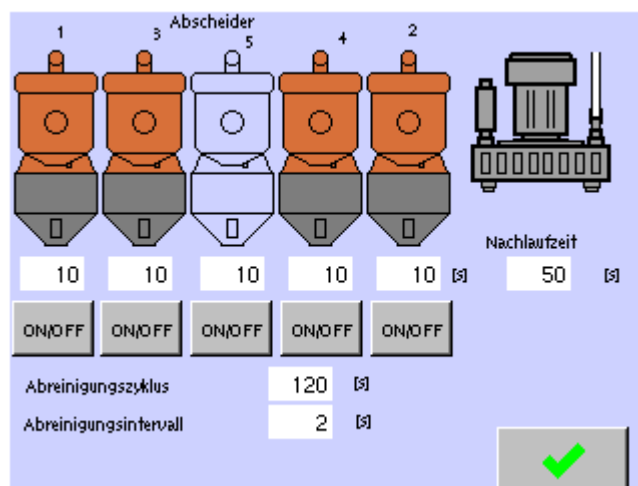 Abscheider
1 3 5 4 2
Nachlaufzeit
10 10 10 10 10 [s] 50 [s]
ON/OFF ON/OFF ON/OFF ON/OFF ON/OFF
Abreinigungszyklus 120 [s]
Abreinigungsintervall 2 [s]